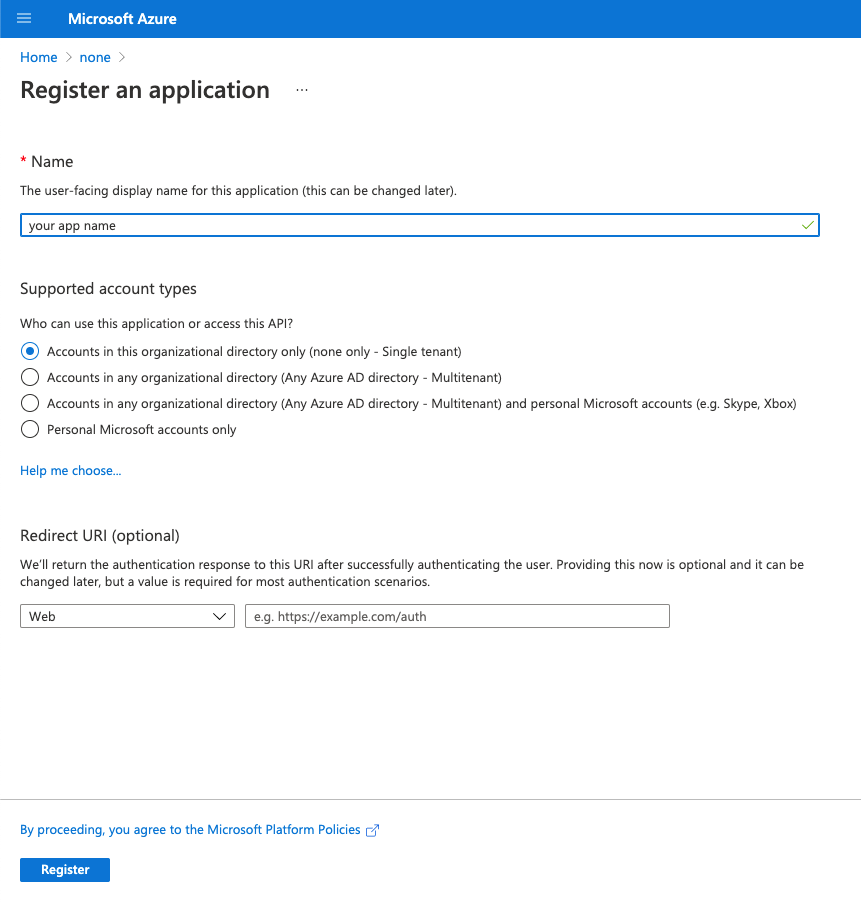 Microsoft Azure
Home > none >
Register an application ...
* Name
The user-facing display name for this application (this can be changed later).
your app name
Supported account types
Who can use this application or access this API?
Accounts in this organizational directory only (none only - Single tenant)
Accounts in any organizational directory (Any Azure AD directory - Multitenant)
Accounts in any organizational directory (Any Azure AD directory - Multitenant) and personal Microsoft accounts (e.g. Skype, Xbox)
Personal Microsoft accounts only
Help me choose...
Redirect URI (optional)
We'll return the authentication response to this URI after successfully authenticating the user. Providing this now is optional and it can be
changed later, but a value is required for most authentication scenarios.
Web
e.g. https://example.com/auth
By proceeding, you agree to the Microsoft Platform Policies
Register